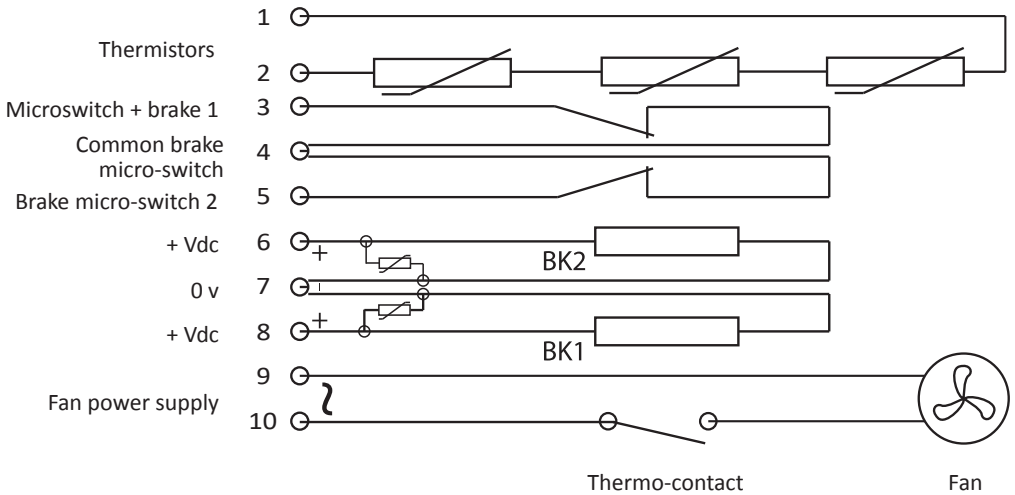 1
Thermistors
2
Microswitch + brake 1
3
Common brake
micro-switch
4
Brake micro-switch 2
5
+ Vdc
6
+
BK2
0 v
7
-
+ Vdc
8
+
BK1
9
Fan power supply
~
10
Thermo-contact
Fan